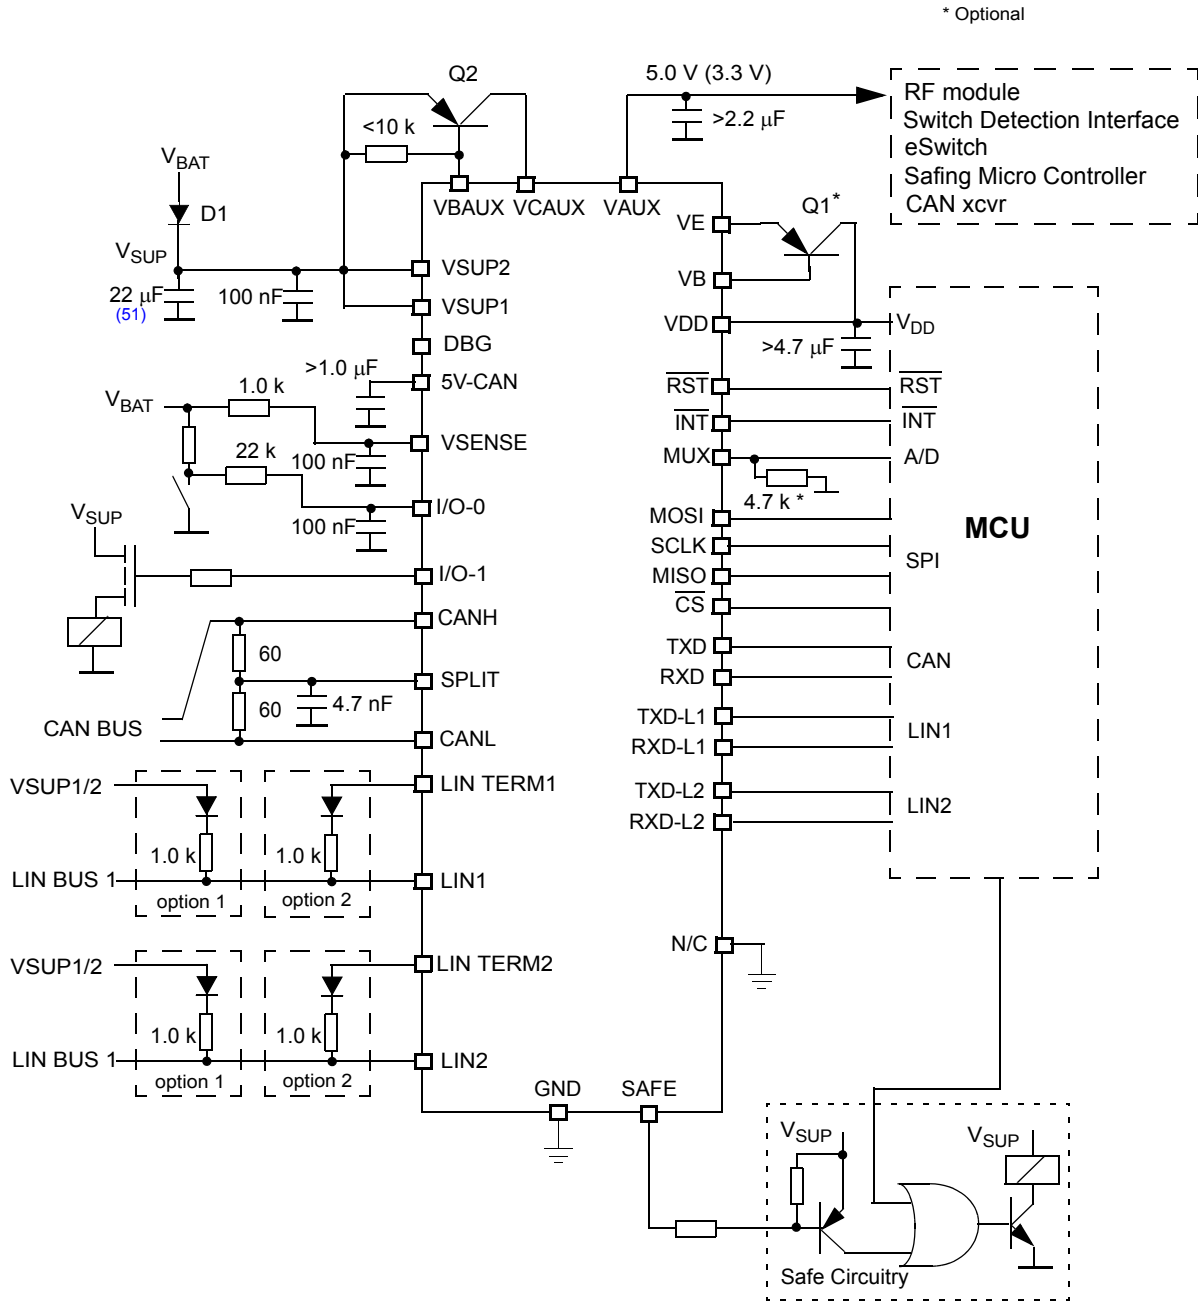 * Optional
Q2
5.0 V (3.3 V)
<10 k
>2.2 μF
RF module
Switch Detection Interface
eSwitch
Safing Micro Controller
CAN xcvr
VBAT
D1
VSUP
22 μF
(51)
100 nF
VBAUX
VCAUX
VAUX
VSUP2
VSUP1
DBG
5V-CAN
>1.0 μF
VBAT
1.0 k
VSENSE
100 nF
22 k
I/O-0
100 nF
VSUP
I/O-1
CANH
60
SPLIT
60
4.7 nF
CAN BUS
CANL
VSUP1/2
LIN TERM1
1.0 k
1.0 k
LIN BUS 1
LIN1
option 1
option 2
VSUP1/2
LIN TERM2
1.0 k
1.0 k
LIN BUS 1
LIN2
option 1
option 2
GND
SAFE
VE
Q1*
VB
VDD
VDD
>4.7 μF
RST
RST
INT
INT
MUX
A/D
4.7 k *
MOSI
SCLK
MISO
CS
SPI
MCU
TXD
RXD
CAN
TXD-L1
RXD-L1
LIN1
TXD-L2
RXD-L2
LIN2
N/C
VSUP
VSUP
Safe Circuitry